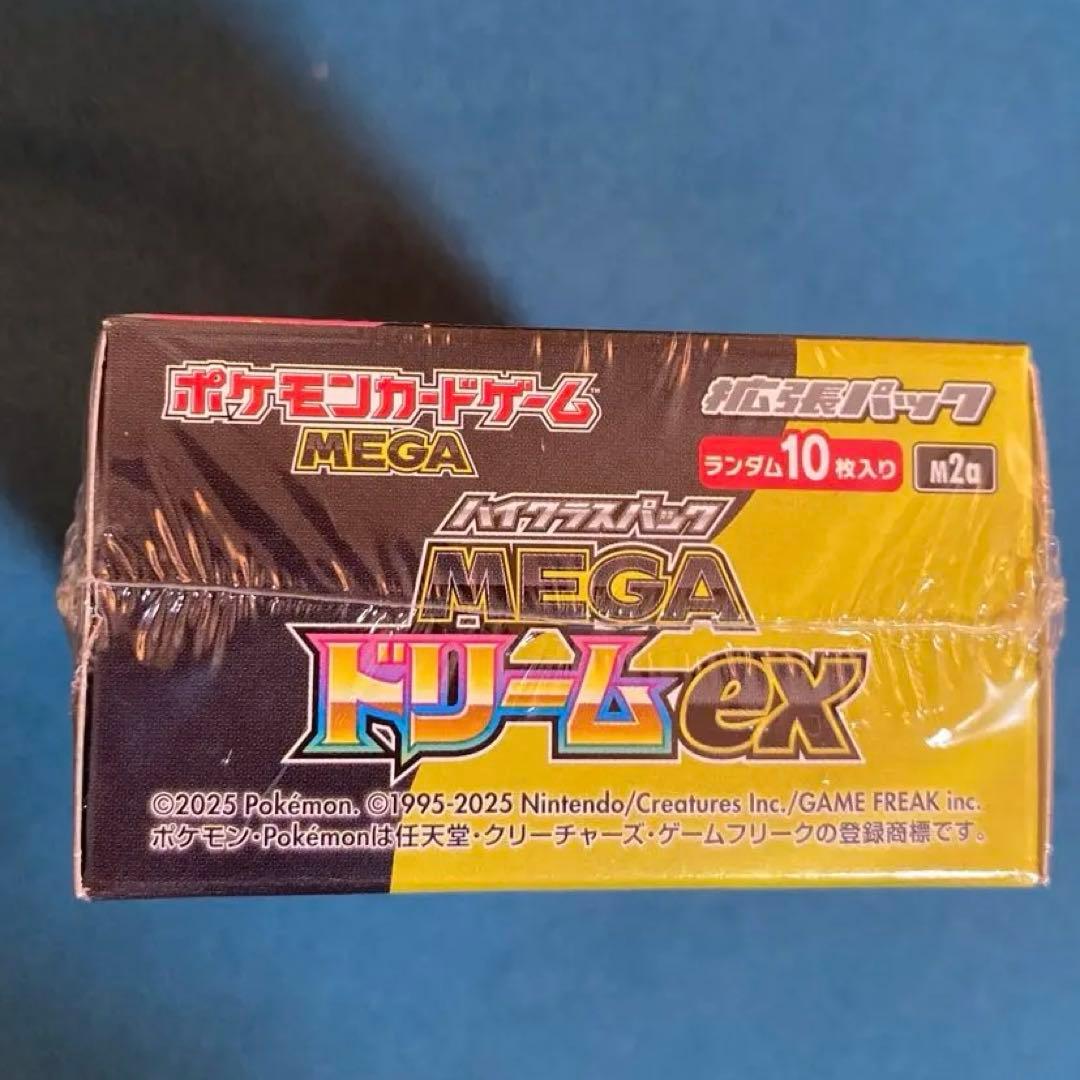 ポケモンカードゲーム™
MEGA
拡張パック
ランダム10枚入り
M2a
ハイクラスパック
MEGA
ドリームex
©2025 Pokémon. ©1995-2025 Nintendo/Creatures Inc./GAME FREAK inc.
ポケモン・Pokémonは任天堂・クリーチャーズ・ゲームフリークの登録商標です。